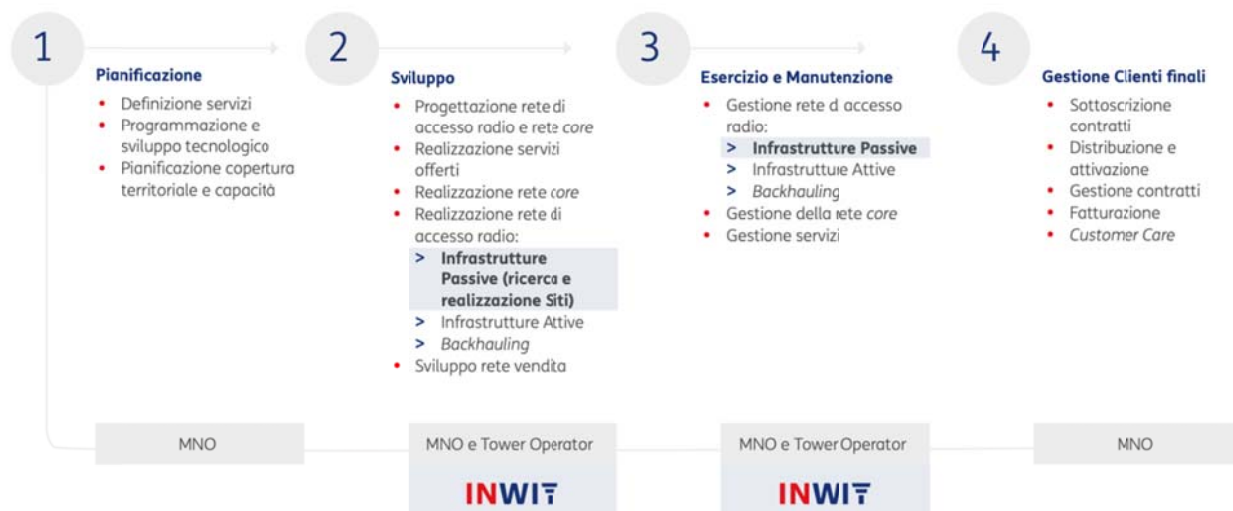 1
Pianificazione
• Definizione servizi
• Programmazione e
sviluppo tecnologico
• Pianificazione copertura
territoriale e capacità
2
Sviluppo
• Progettazione rete di
accesso radio e rete core
• Realizzazione serviti
offerti
• Realizzazione rete core
• Realizzazione rete di
accesso radio:
> Infrastrutture
Passive (ricerca e
realizzazione Siti)
> Infrastrutture Attive
> Backhauling
• Sviluppo rete vendita
3
Esercizio e Manutenzione
• Gestione rete d accesso
radio:
> Infrastrutture Passive
> Infrastruttue Attive
> Backhauling
• Gestione della rete core
• Gestione servizi
4
Gestione Clienti finali
• Sottoscrizione
contratti
• Distribuzione e
attivazione
• Gestione contratti
• Fatturazione
• Customer Care
MNO
MNO e Tower Operator
MNO e Tower Operator
MNO
INWIT
INWIT